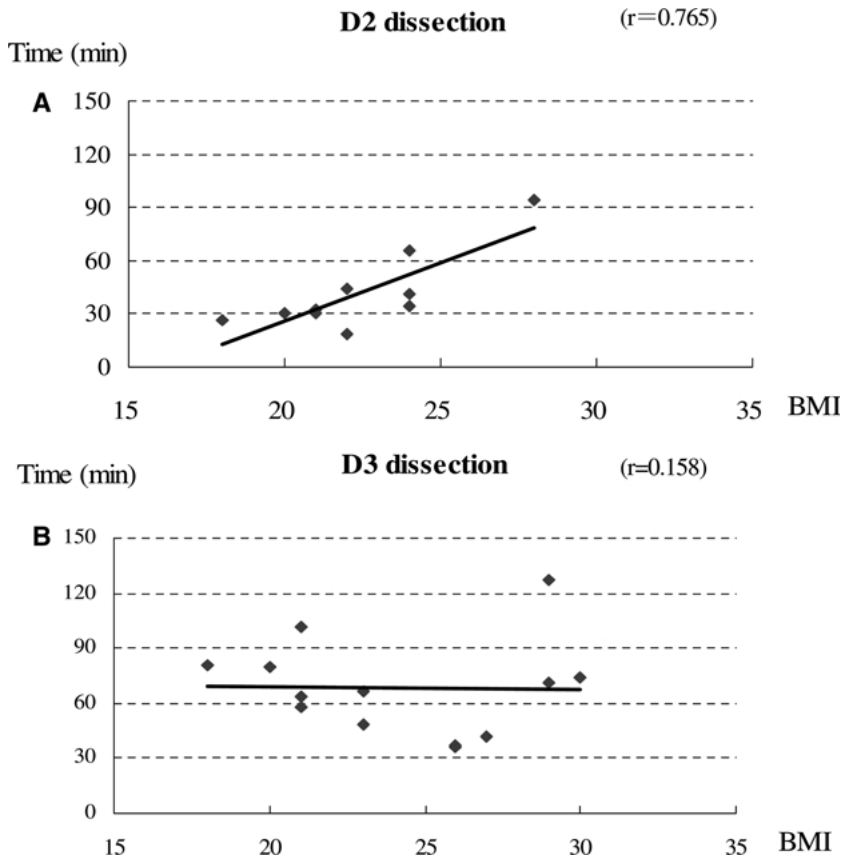 D2 dissection (r=0.765)
Time (min)
A 150
120
90
60
30
0
15 20 25 30 35 BMI
D3 dissection (r=0.158)
Time (min)
B 150
120
90
60
30
0
15 20 25 30 35 BMI